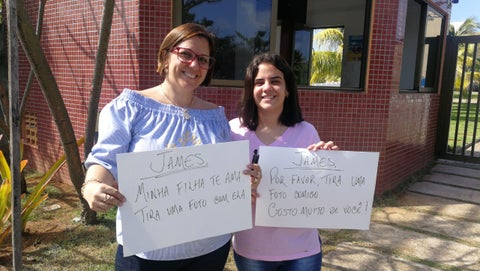 JAMES.
MINHA FILHA TE AMA
TIRA UMA FOTO COM ELA
JAMES.
POR FAVOR, TIRA UMA
FOTO COMIGO
GOSTO MUITO DE VOCÊ!